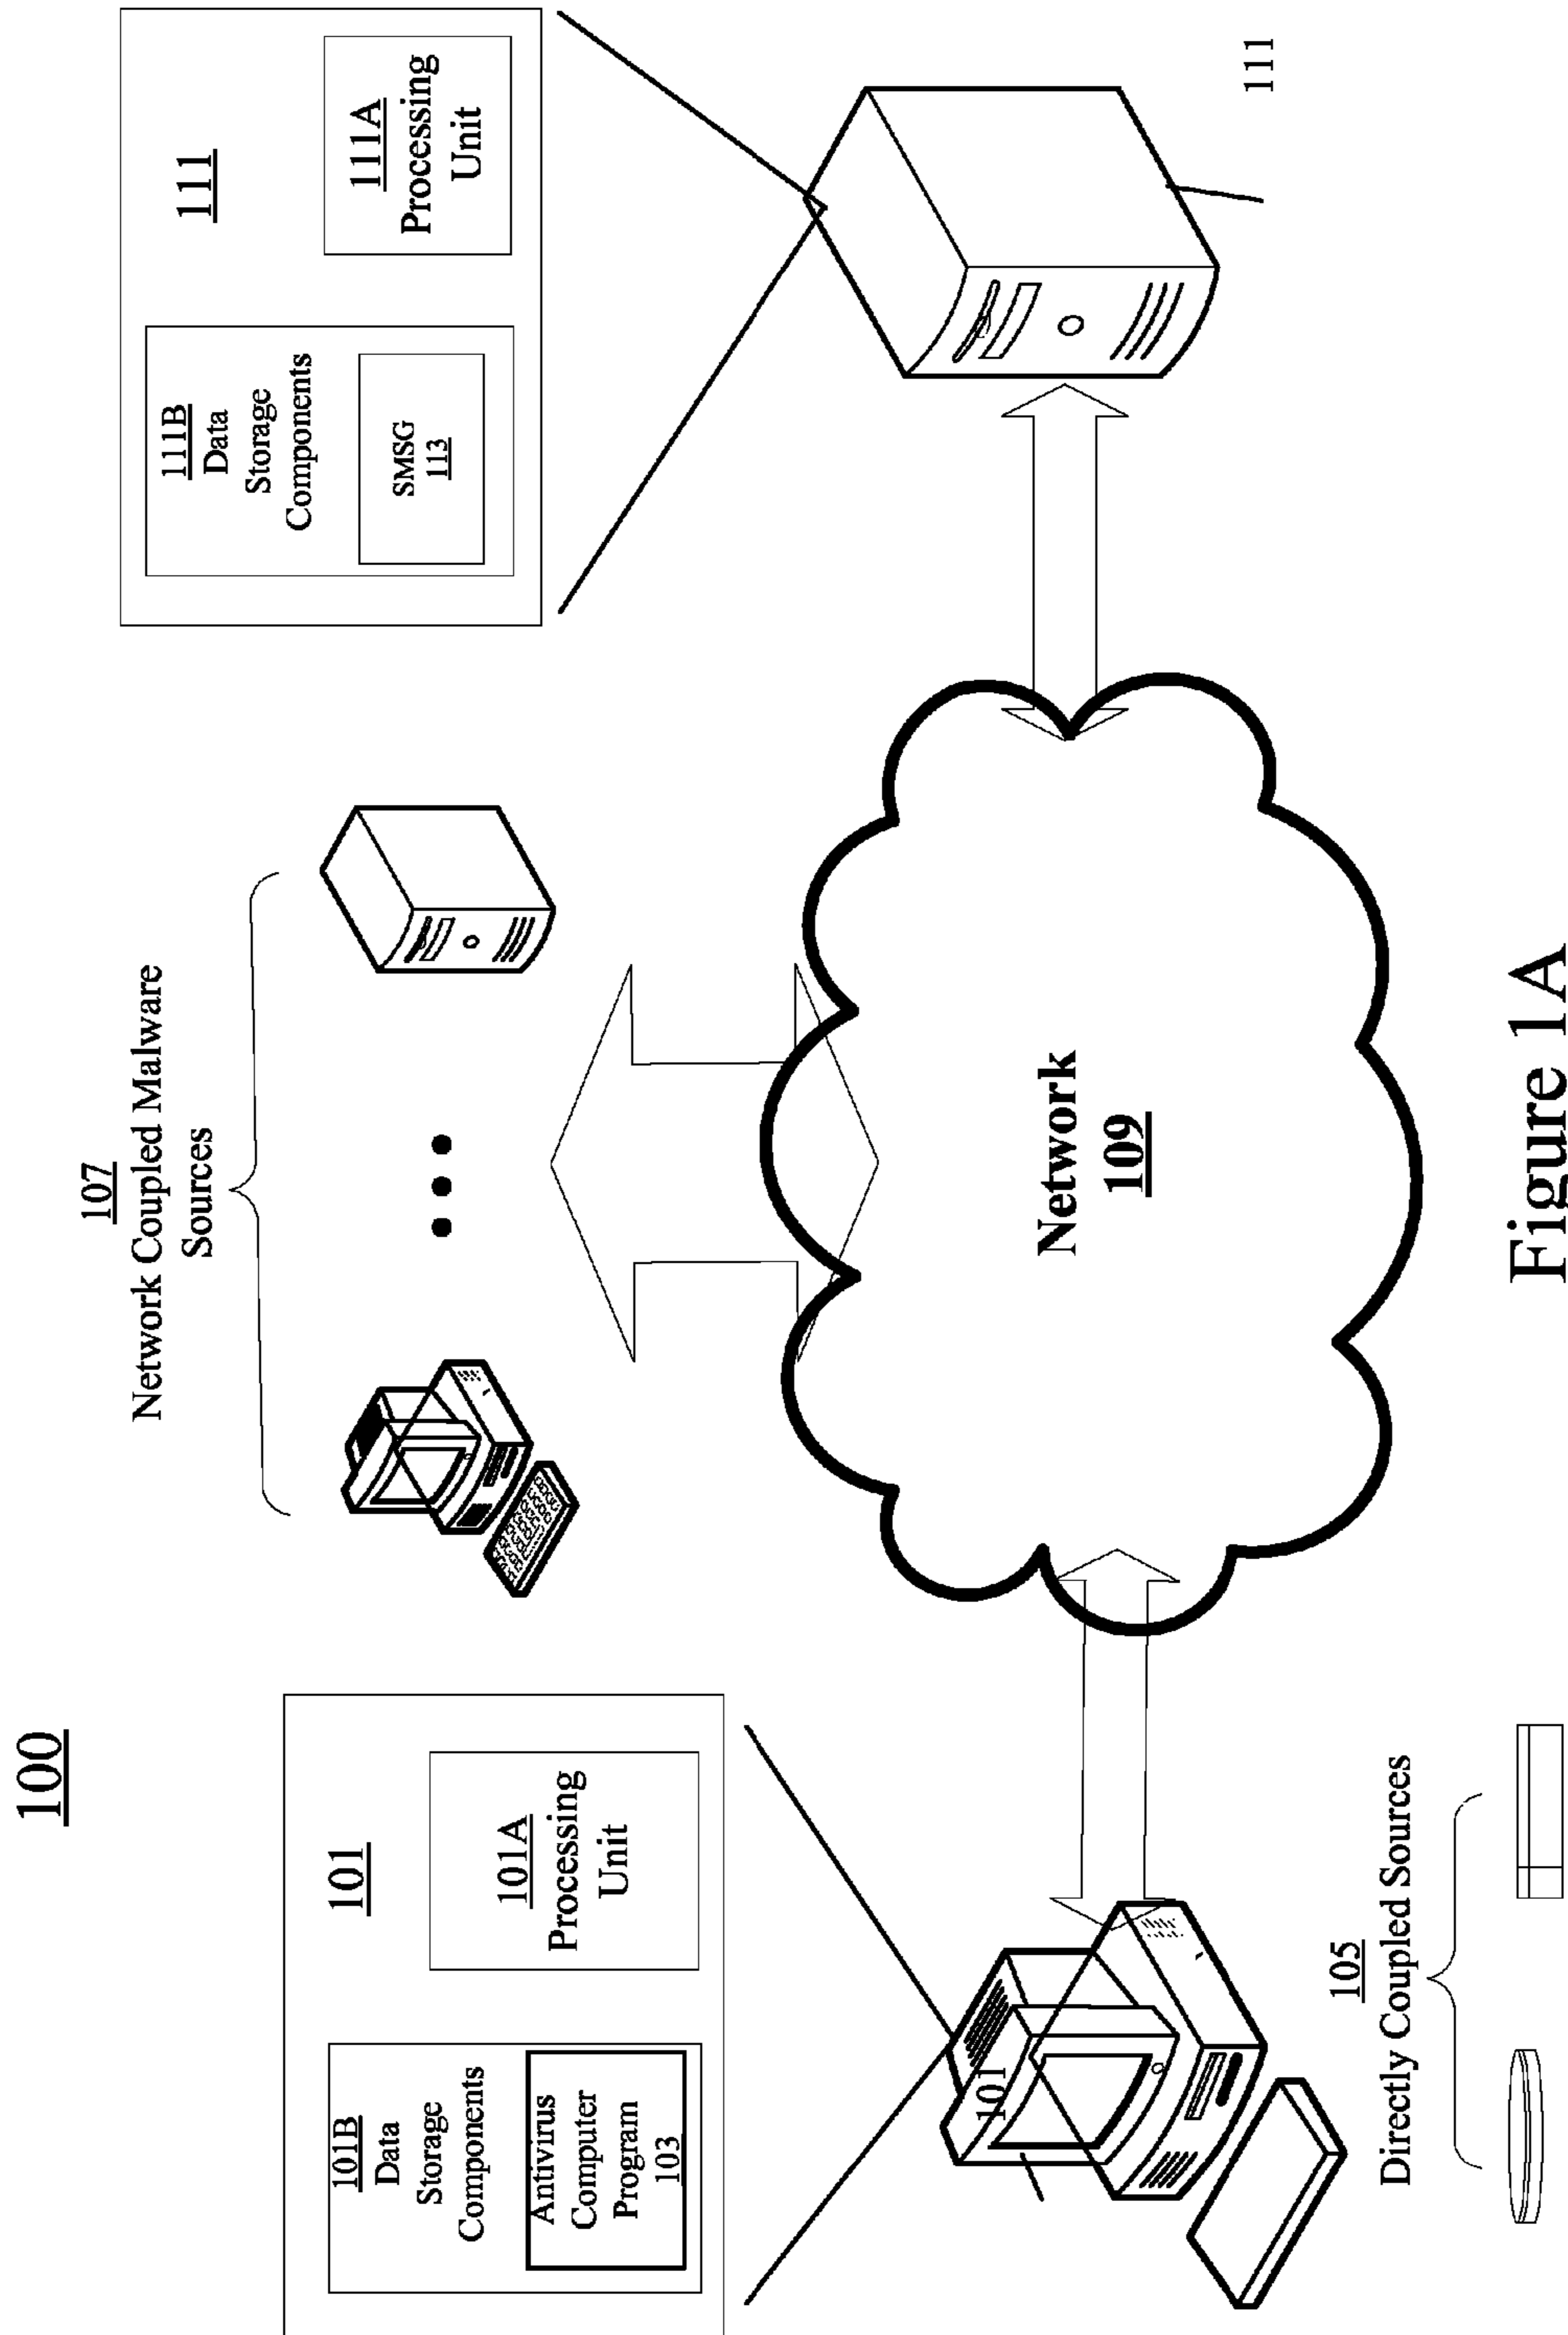 100
107
Network Coupled Malware
Sources
101
101B
Data
Storage
Components
Antivirus
Computer
Program
103
101A
Processing
Unit
111
111B
Data
Storage
Components
SMSG
113
111A
Processing
Unit
101
Network
109
111
105
Directly Coupled Sources
Figure 1A